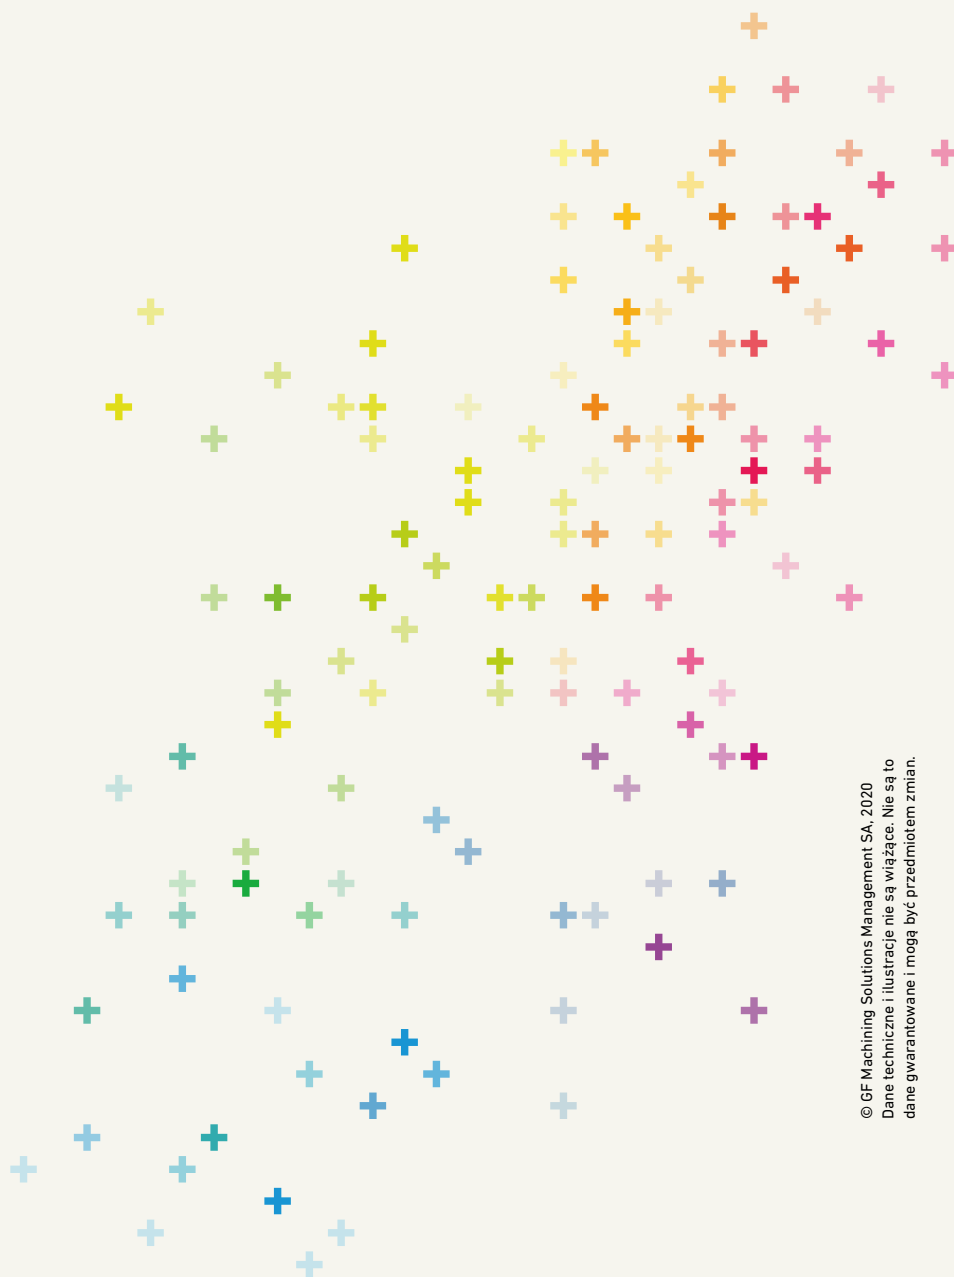 © GF Machining Solutions Management SA, 2020
Dane techniczne i ilustracje nie są wiążące. Nie są to
dane gwarantowane i mogą być przedmiotem zmian.